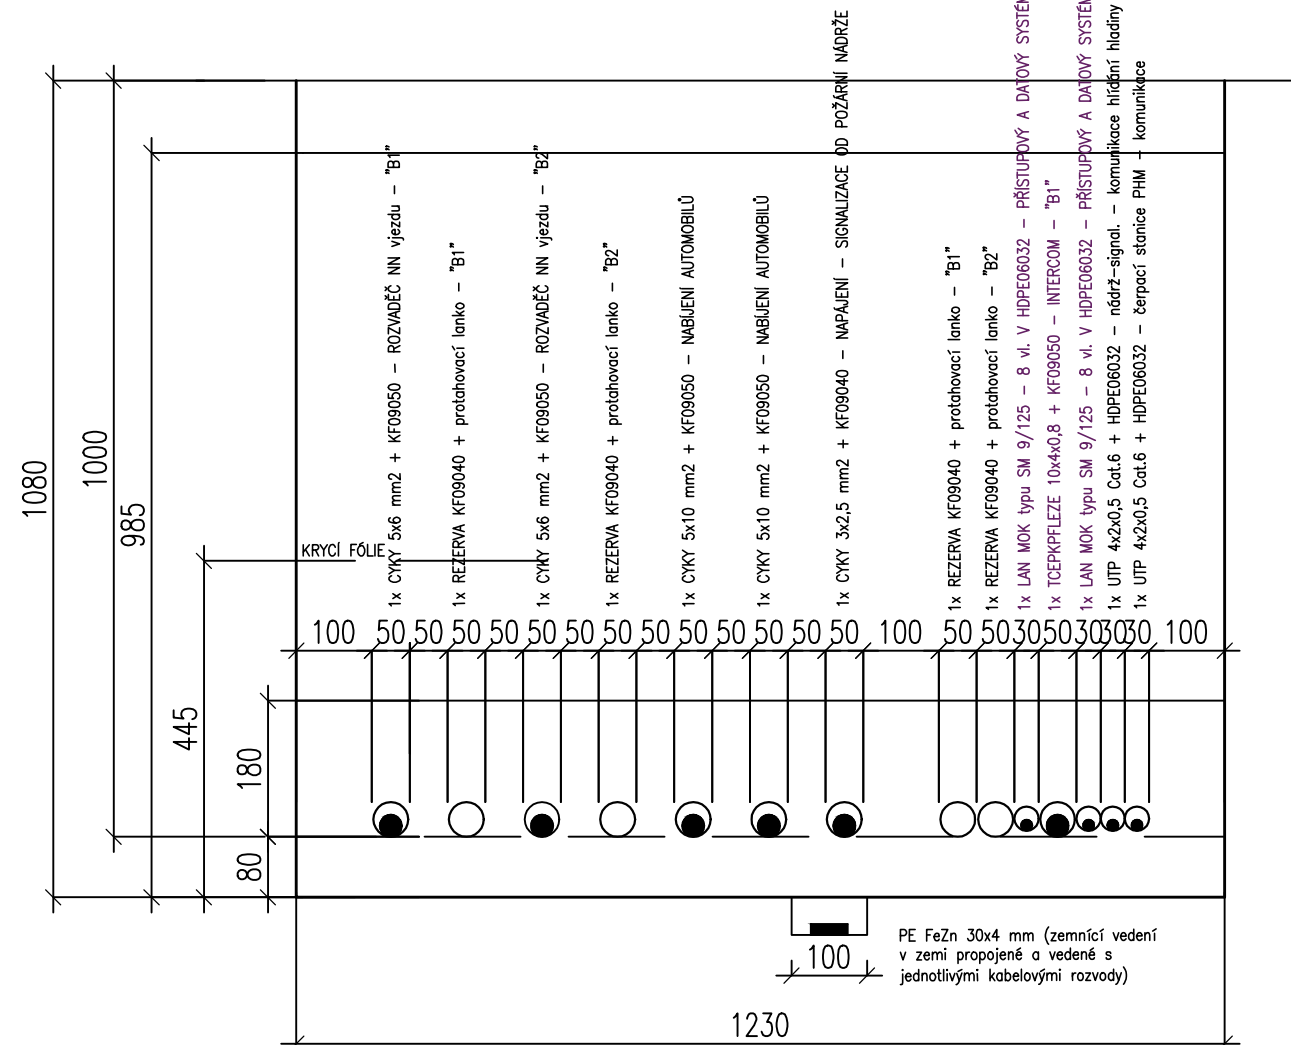 1x CYKY 5x6 mm2 + KF09050 – ROZVADĚČ NN vjezdu – "B1"
1x REZERVA KF09040 + protahovací lanko – "B1"
1x CYKY 5x6 mm2 + KF09050 – ROZVADĚČ NN vjezdu – "B2"
1x REZERVA KF09040 + protahovací lanko – "B2"
1x CYKY 5x10 mm2 + KF09050 – NABÍJENÍ AUTOMOBILŮ
1x CYKY 5x10 mm2 + KF09050 – NABÍJENÍ AUTOMOBILŮ
1x CYKY 3x2,5 mm2 + KF09040 – NAPÁJENÍ – SIGNALIZACE OD POŽÁRNÍ NÁDRŽE
1x REZERVA KF09040 + protahovací lanko – "B1"
1x REZERVA KF09040 + protahovací lanko – "B2"
1x LAN MOK typu SM 9/125 – 8 vl. V HDPE06032 – PŘÍSTUPOVÝ A DATOVÝ SYSTÉM
1x TCEPKPFLEZE 10x4x0,8 + KF09050 – INTERCOM – "B1"
1x LAN MOK typu SM 9/125 – 8 vl. V HDPE06032 – PŘÍSTUPOVÝ A DATOVÝ SYSTÉM
1x UTP 4x2x0,5 Cat.6 + HDPE06032 – nádrž–signal. – komunikace hlídání hladiny
1x UTP 4x2x0,5 Cat.6 + HDPE06032 – čerpací stanice PHM – komunikace
1080
1000
985
KRYCÍ FÓLIE
445
180
80
100 50 50 50 50 50 50 50 50 50 50 50 50 50 100 50 50 30 50 30 30 30 100
PE FeZn 30x4 mm (zemnící vedení
v zemi propojené a vedené s
jednotlivými kabelovými rozvody)
100
1230